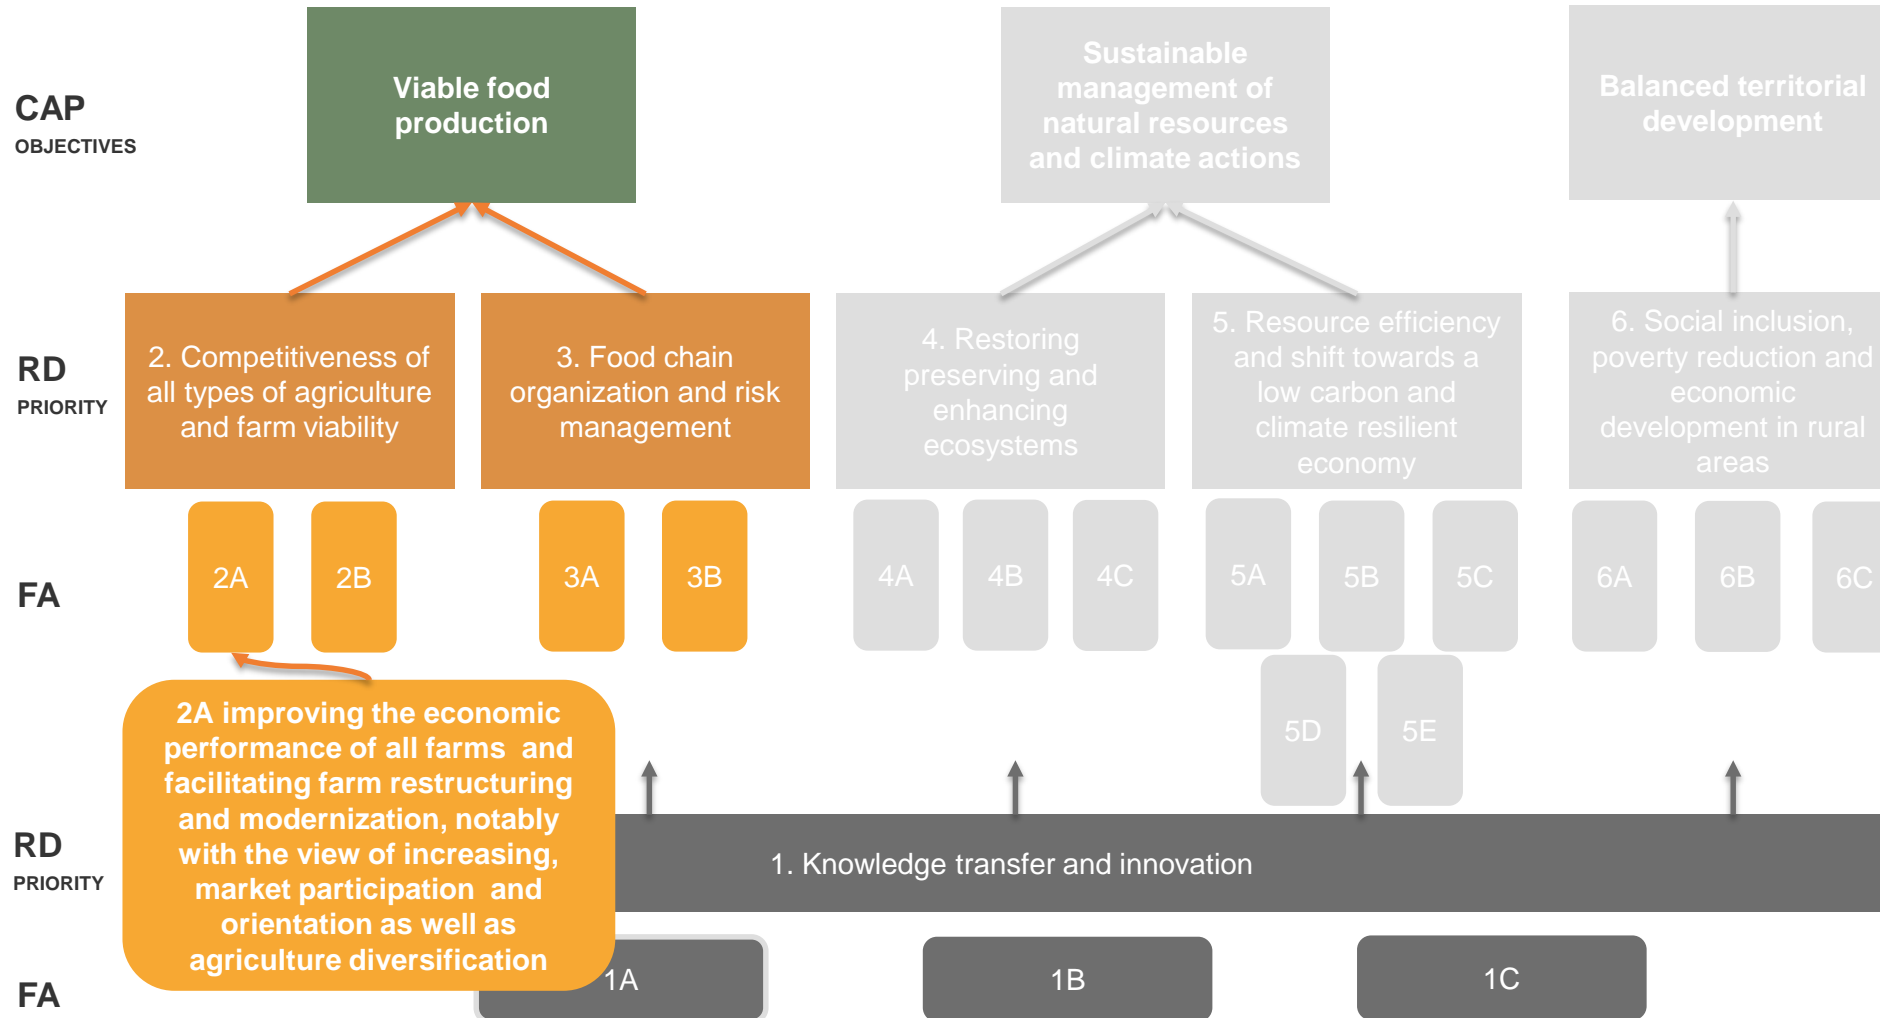 CAP
OBJECTIVES
Viable food
production
Sustainable
management of
natural resources
and climate actions
Balanced territorial
development
RD
PRIORITY
2. Competitiveness of
all types of agriculture
and farm viability
3. Food chain
organization and risk
management
4. Restoring
preserving and
enhancing
ecosystems
5. Resource efficiency
and shift towards a
low carbon and
climate resilient
economy
6. Social inclusion,
poverty reduction and
economic
development in rural
areas
FA
2A
2B
3A
3B
4A
4B
4C
5A
5B
5C
6A
6B
6C
5D
5E
2A improving the economic
performance of all farms and
facilitating farm restructuring
and modernization, notably
with the view of increasing,
market participation and
orientation as well as
agriculture diversification
RD
PRIORITY
1. Knowledge transfer and innovation
FA
1A
1B
1C